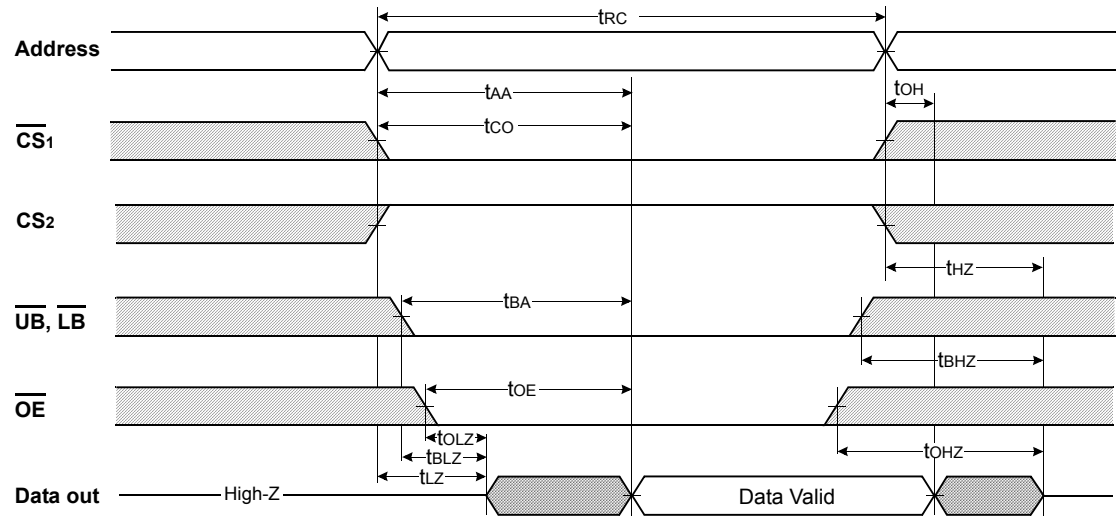 tRC
Address
tOH
tAA
tCO
CS1
CS2
tHZ
tBA
UB, LB
tBHZ
tOE
OE
tOLZ
tOHZ
tBLZ
tLZ
Data out
High-Z
Data Valid